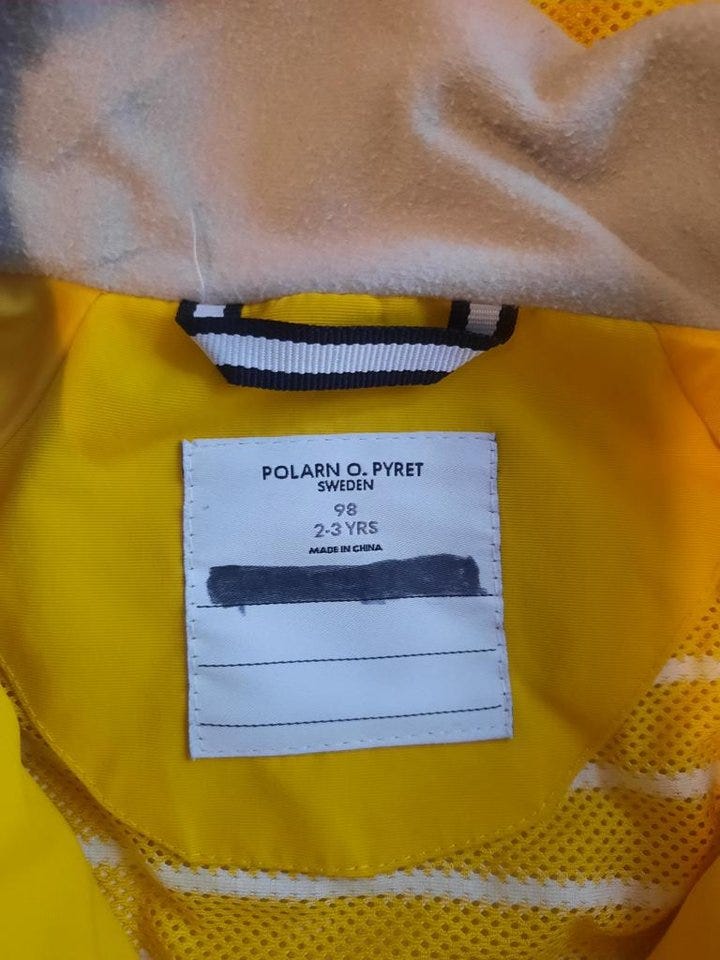 POLARN O. PYRET
SWEDEN
98
2-3 YRS
MADE IN CHINA